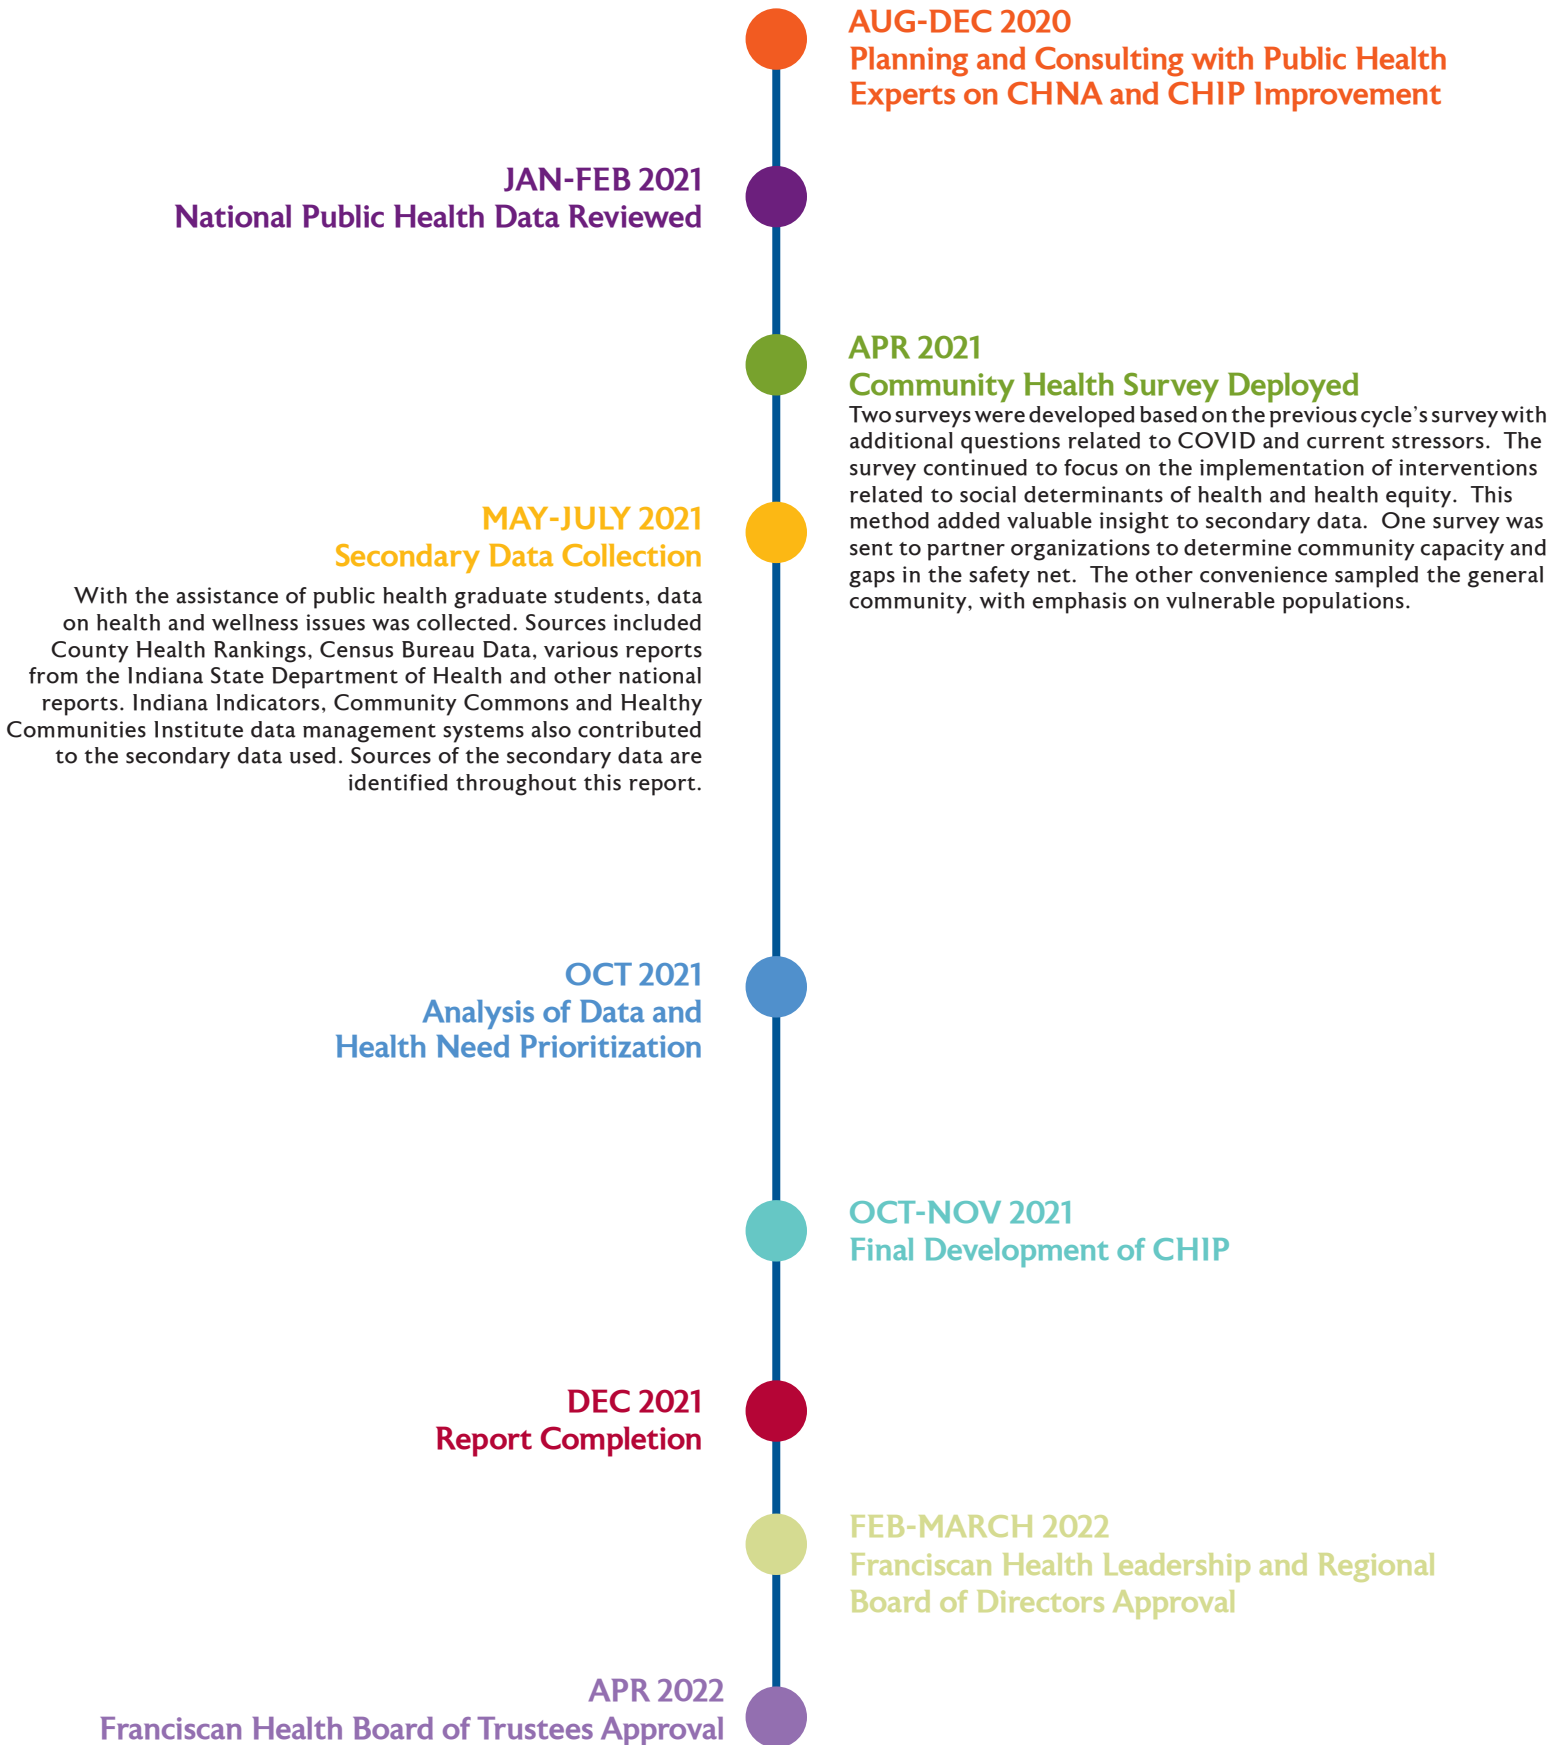 AUG-DEC 2020
Planning and Consulting with Public Health
Experts on CHNA and CHIP Improvement
JAN-FEB 2021
National Public Health Data Reviewed
APR 2021
Community Health Survey Deployed
Two surveys were developed based on the previous cycle's survey with
additional questions related to COVID and current stressors.  The
survey continued to focus on the implementation of interventions
related to social determinants of health and health equity.  This
method added valuable insight to secondary data.  One survey was
sent to partner organizations to determine community capacity and
gaps in the safety net.  The other convenience sampled the general
community, with emphasis on vulnerable populations.
MAY-JULY 2021
Secondary Data Collection
With the assistance of public health graduate students, data
on health and wellness issues was collected. Sources included
County Health Rankings, Census Bureau Data, various reports
from the Indiana State Department of Health and other national
reports. Indiana Indicators, Community Commons and Healthy
Communities Institute data management systems also contributed
to the secondary data used. Sources of the secondary data are
identified throughout this report.
OCT 2021
Analysis of Data and
Health Need Prioritization
OCT-NOV 2021
Final Development of CHIP
DEC 2021
Report Completion
FEB-MARCH 2022
Franciscan Health Leadership and Regional
Board of Directors Approval
APR 2022
Franciscan Health Board of Trustees Approval